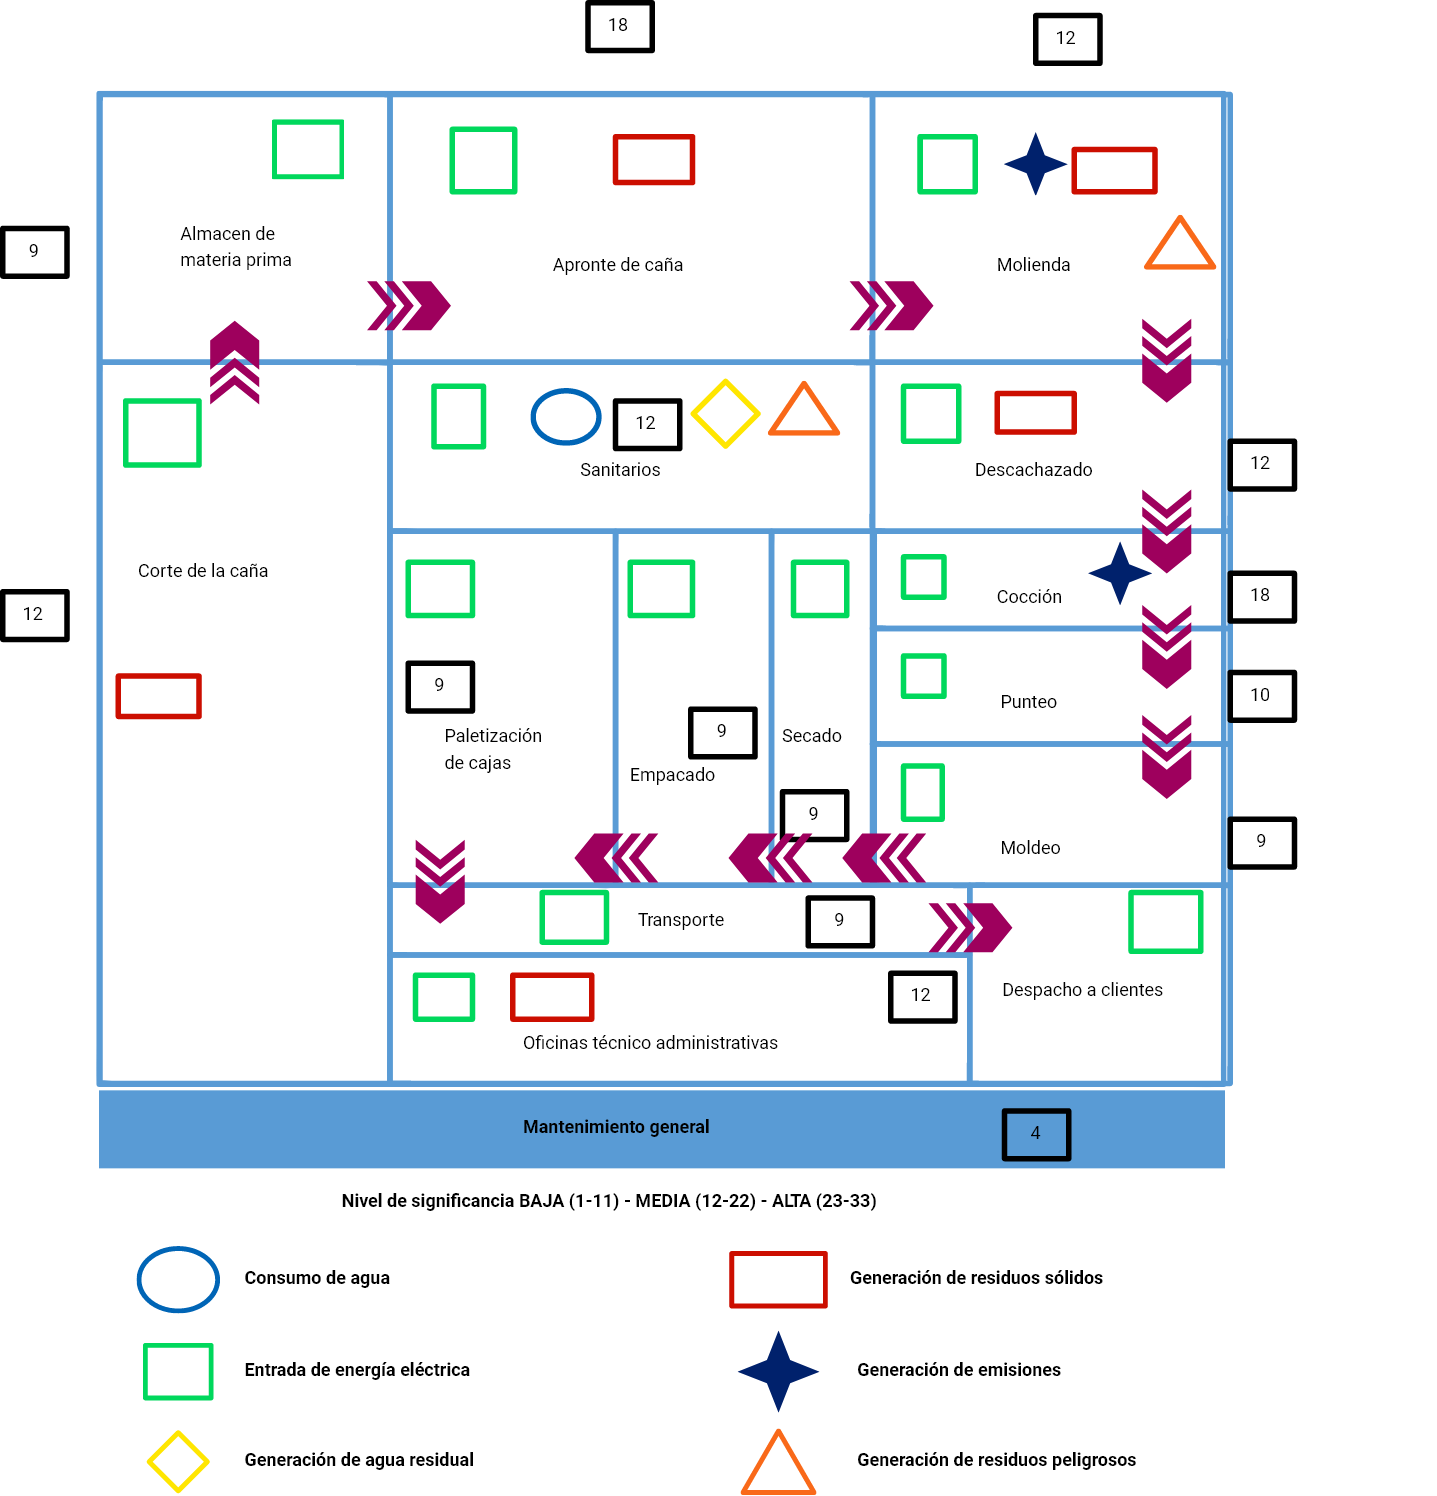 18
12
Almacen de
materia prima
9
Apronte de caña
Molienda
12
Sanitarios
Descachazado
12
Corte de la caña
12
Cocción
18
9
Paletización
de cajas
9
Empacado
Secado
9
Punteo
10
Moldeo
9
Transporte
9
Despacho a clientes
12
Oficinas técnico administrativas
Mantenimiento general
4
Nivel de significancia BAJA (1-11) - MEDIA (12-22) - ALTA (23-33)
Consumo de agua
Generación de residuos sólidos
Entrada de energía eléctrica
Generación de emisiones
Generación de agua residual
Generación de residuos peligrosos